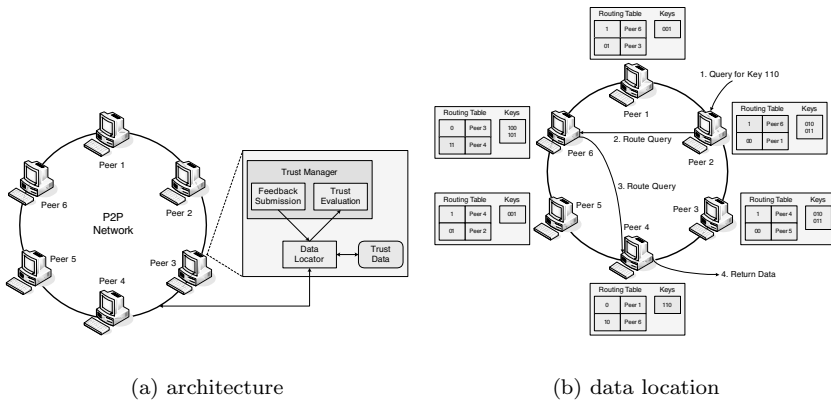 Peer 1
Peer 6
Peer 2
P2P
Network
Peer 5
Peer 3
Peer 4
Trust Manager
Feedback
Submission
Trust
Evaluation
Data
Locator
Trust
Data
(a) architecture
Routing Table Keys
1 Peer 6 001
01 Peer 3
Peer 1
1. Query for Key 110
Routing Table Keys
0 Peer 3 100
11 Peer 4 101
Peer 6
2. Route Query
Peer 2
Routing Table Keys
1 Peer 6 010
00 Peer 1 011
3. Route Query
Routing Table Keys
1 Peer 4 001
01 Peer 2
Peer 5
Peer 3
Routing Table Keys
1 Peer 4 010
00 Peer 5 011
Peer 4
4. Return Data
Routing Table Keys
0 Peer 1 110
10 Peer 6
(b) data location